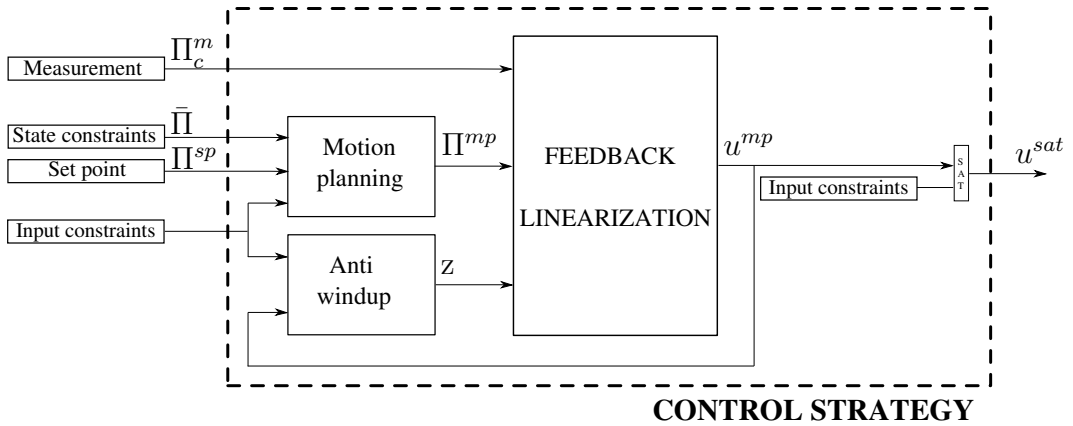 Measurement
Π_c^m
State constraints
Π̄
Set point
Π^{sp}
Input constraints
Motion
planning
Π^{mp}
Anti
windup
z
FEEDBACK
LINEARIZATION
u^{mp}
Input constraints
SAT
u^{sat}
CONTROL STRATEGY